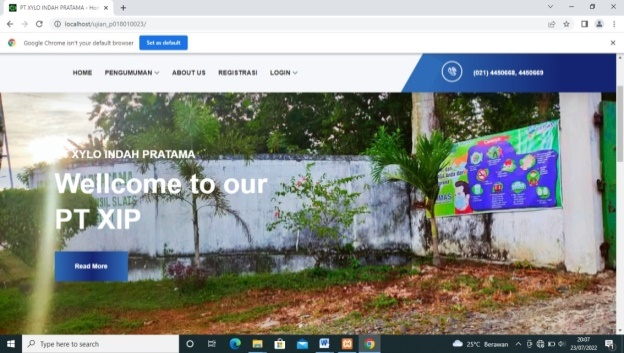 PT XYLO INDAH PRATAMA - Hom
localhost/ujian_p018010023/
Google Chrome isn't your default browser
Set as default
HOME
PENGUMUMAN
ABOUT US
REGISTRASI
LOGIN
(021) 4450668, 4450669
XYLO INDAH PRATAMA
Wellcome to our
PT XIP
Read More
Type here to search
25°C Berawan
20:07
23/07/2022